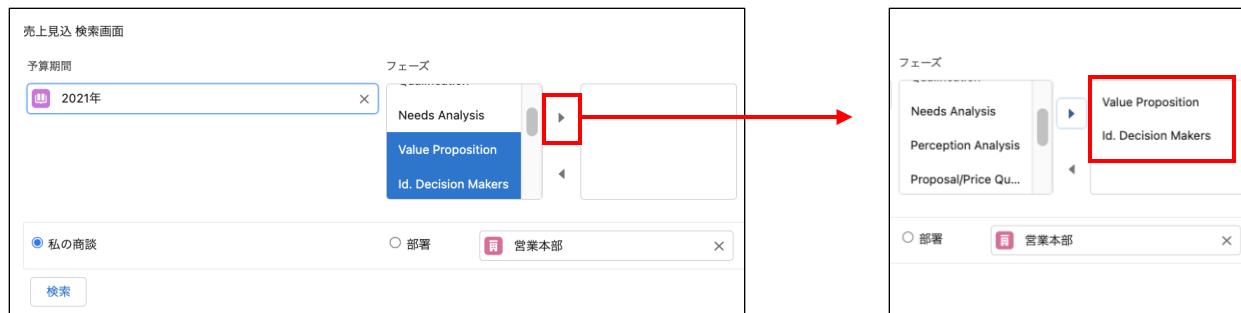 売上見込 検索画面
予算期間
フェーズ
2021年
Needs Analysis
Value Proposition
Id. Decision Makers
私の商談
部署
営業本部
検索
フェーズ
Needs Analysis
Perception Analysis
Proposal/Price Qu...
Value Proposition
Id. Decision Makers
部署
営業本部